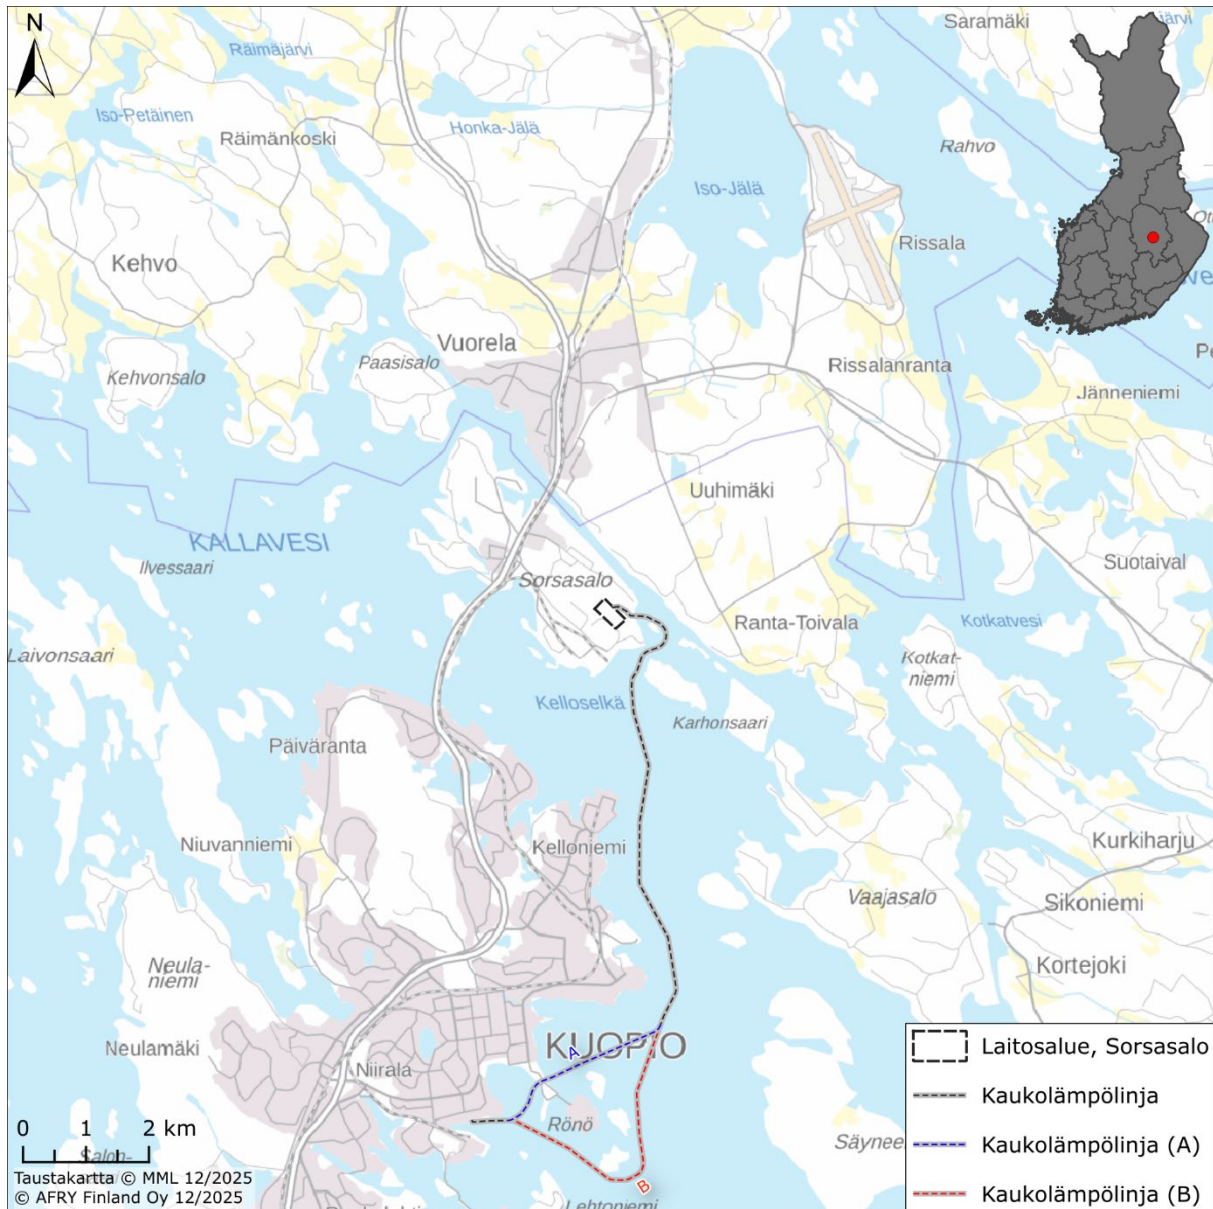 N
Saramäki
järvi
Räimäjärvi
Iso-Petäinen
Räimänkoski
Honka-Jälä
Rahvo
Iso-Jälä
Rissala
Kehvo
Vuorela
Paasisalo
Kehvonsalo
Rissalanranta
Jänneniemi
Uuhimäki
KALLAVESI
Ilvessaari
Suotaival
Sorsasalo
Ranta-Toivala
Kotkatvesi
Laivonsaari
Kotkat-
niemi
Kelloselkä
Karhonsaari
Päiväranta
Niuvanniemi
Kelloniemi
Kurkiharju
Vaajasalo
Sikoniemi
Neula-
niemi
Kortejoki
KUOPIO
A
Neulamäki
Niirala
Rönö
B
Lehtoniemi
Laitosalue, Sorsasalo
Kaukolämpölinja
Kaukolämpölinja (A)
Kaukolämpölinja (B)
0 1 2 km
Taustakartta © MML 12/2025
© AFRY Finland Oy 12/2025